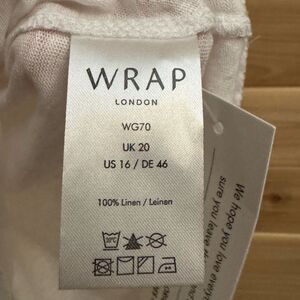 WRAP
LONDON
WG70
UK 20
US 16 / DE 46
100% Linen / Leinen
We hope you love every
sure you leave